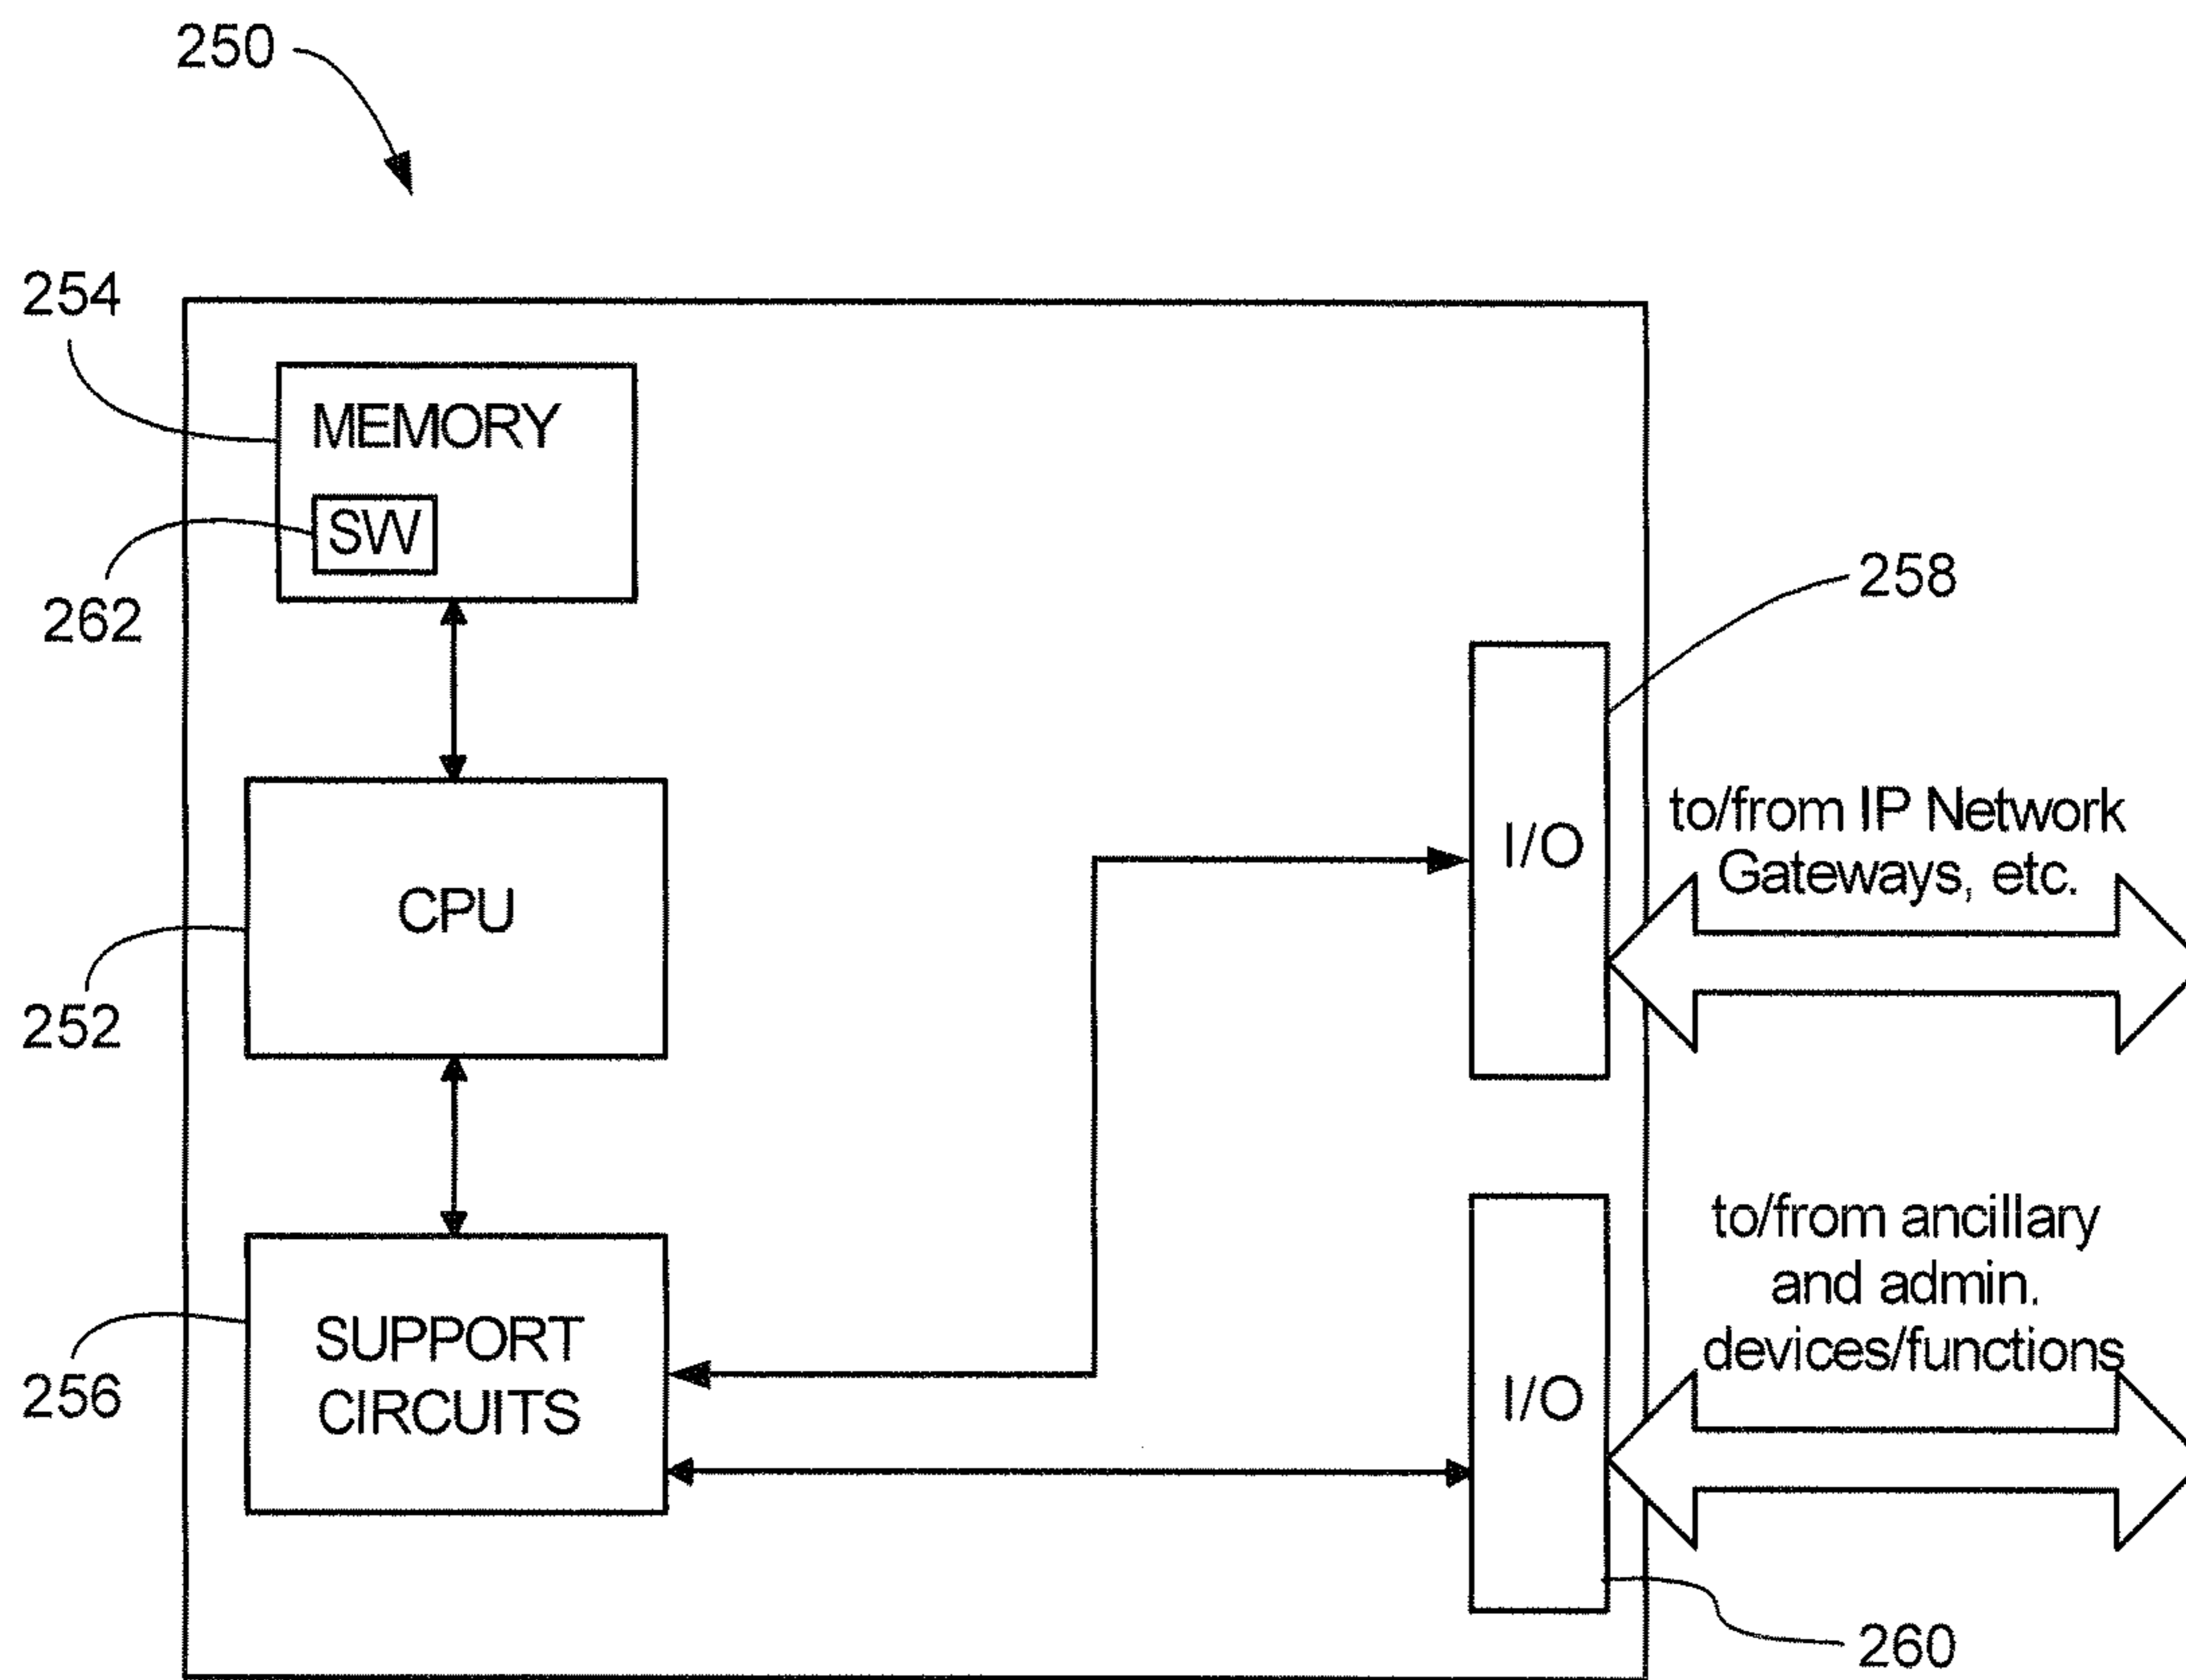 250
254
MEMORY
SW
262
258
I/O
to/from IP Network
Gateways, etc.
CPU
252
to/from ancillary
and admin.
devices/functions
I/O
SUPPORT
CIRCUITS
256
260